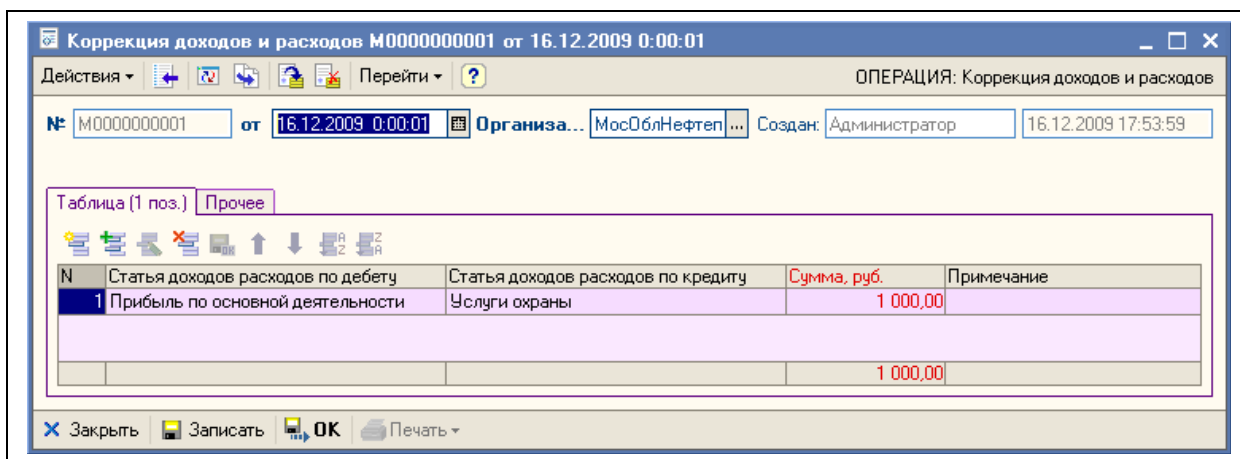 Коррекция доходов и расходов М0000000001 от 16.12.2009 0:00:01
Действия Перейти ? ОПЕРАЦИЯ: Коррекция доходов и расходов
№ М0000000001 от 16.12.2009 0:00:01 Организа... МосОблНефтеп ... Создан: Администратор 16.12.2009 17:53:59
Таблица (1 поз.) Прочее
N Статья доходов расходов по дебету Статья доходов расходов по кредиту Сумма, руб. Примечание
1 Прибыль по основной деятельности Услуги охраны 1 000,00
1 000,00
Закрыть Записать OK Печать